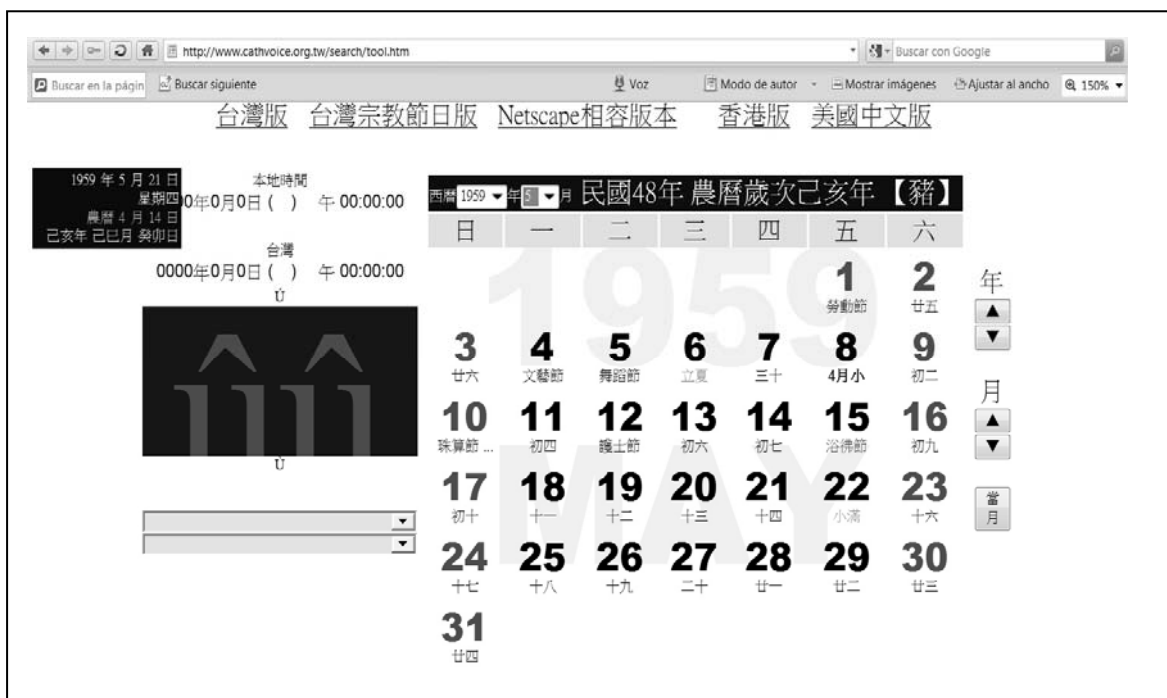 http://www.cathvoice.org.tw/search/tool.htm
Buscar con Google
Buscar en la págin
Buscar siguiente
Voz
Modo de autor
Mostrar imágenes
Ajustar al ancho
150%
台灣版 台灣宗教節日版 Netscape相容版本 香港版 美國中文版
1959 年 5 月 21 日
星期四
農曆 4 月 14 日
己亥年 己巳月 癸卯日
本地時間
0年0月0日 ( ) 午 00:00:00
台灣
0000年0月0日 ( ) 午 00:00:00
Ú
ÎÎÎ
Ú
西曆 1959 年 5 月 民國48年 農曆歲次己亥年 【豬】
日 一 二 三 四 五 六
1959
MAY
1 2
勞動節 廿五
3 4 5 6 7 8 9
廿六 文藝節 舞蹈節 立夏 三十 4月小 初二
10 11 12 13 14 15 16
珠算節 ... 初四 護士節 初六 初七 浴佛節 初九
17 18 19 20 21 22 23
初十 十一 十二 十三 十四 小滿 十六
24 25 26 27 28 29 30
十七 十八 十九 二十 廿一 廿二 廿三
31
廿四
年
▲
▼
月
▲
▼
當月